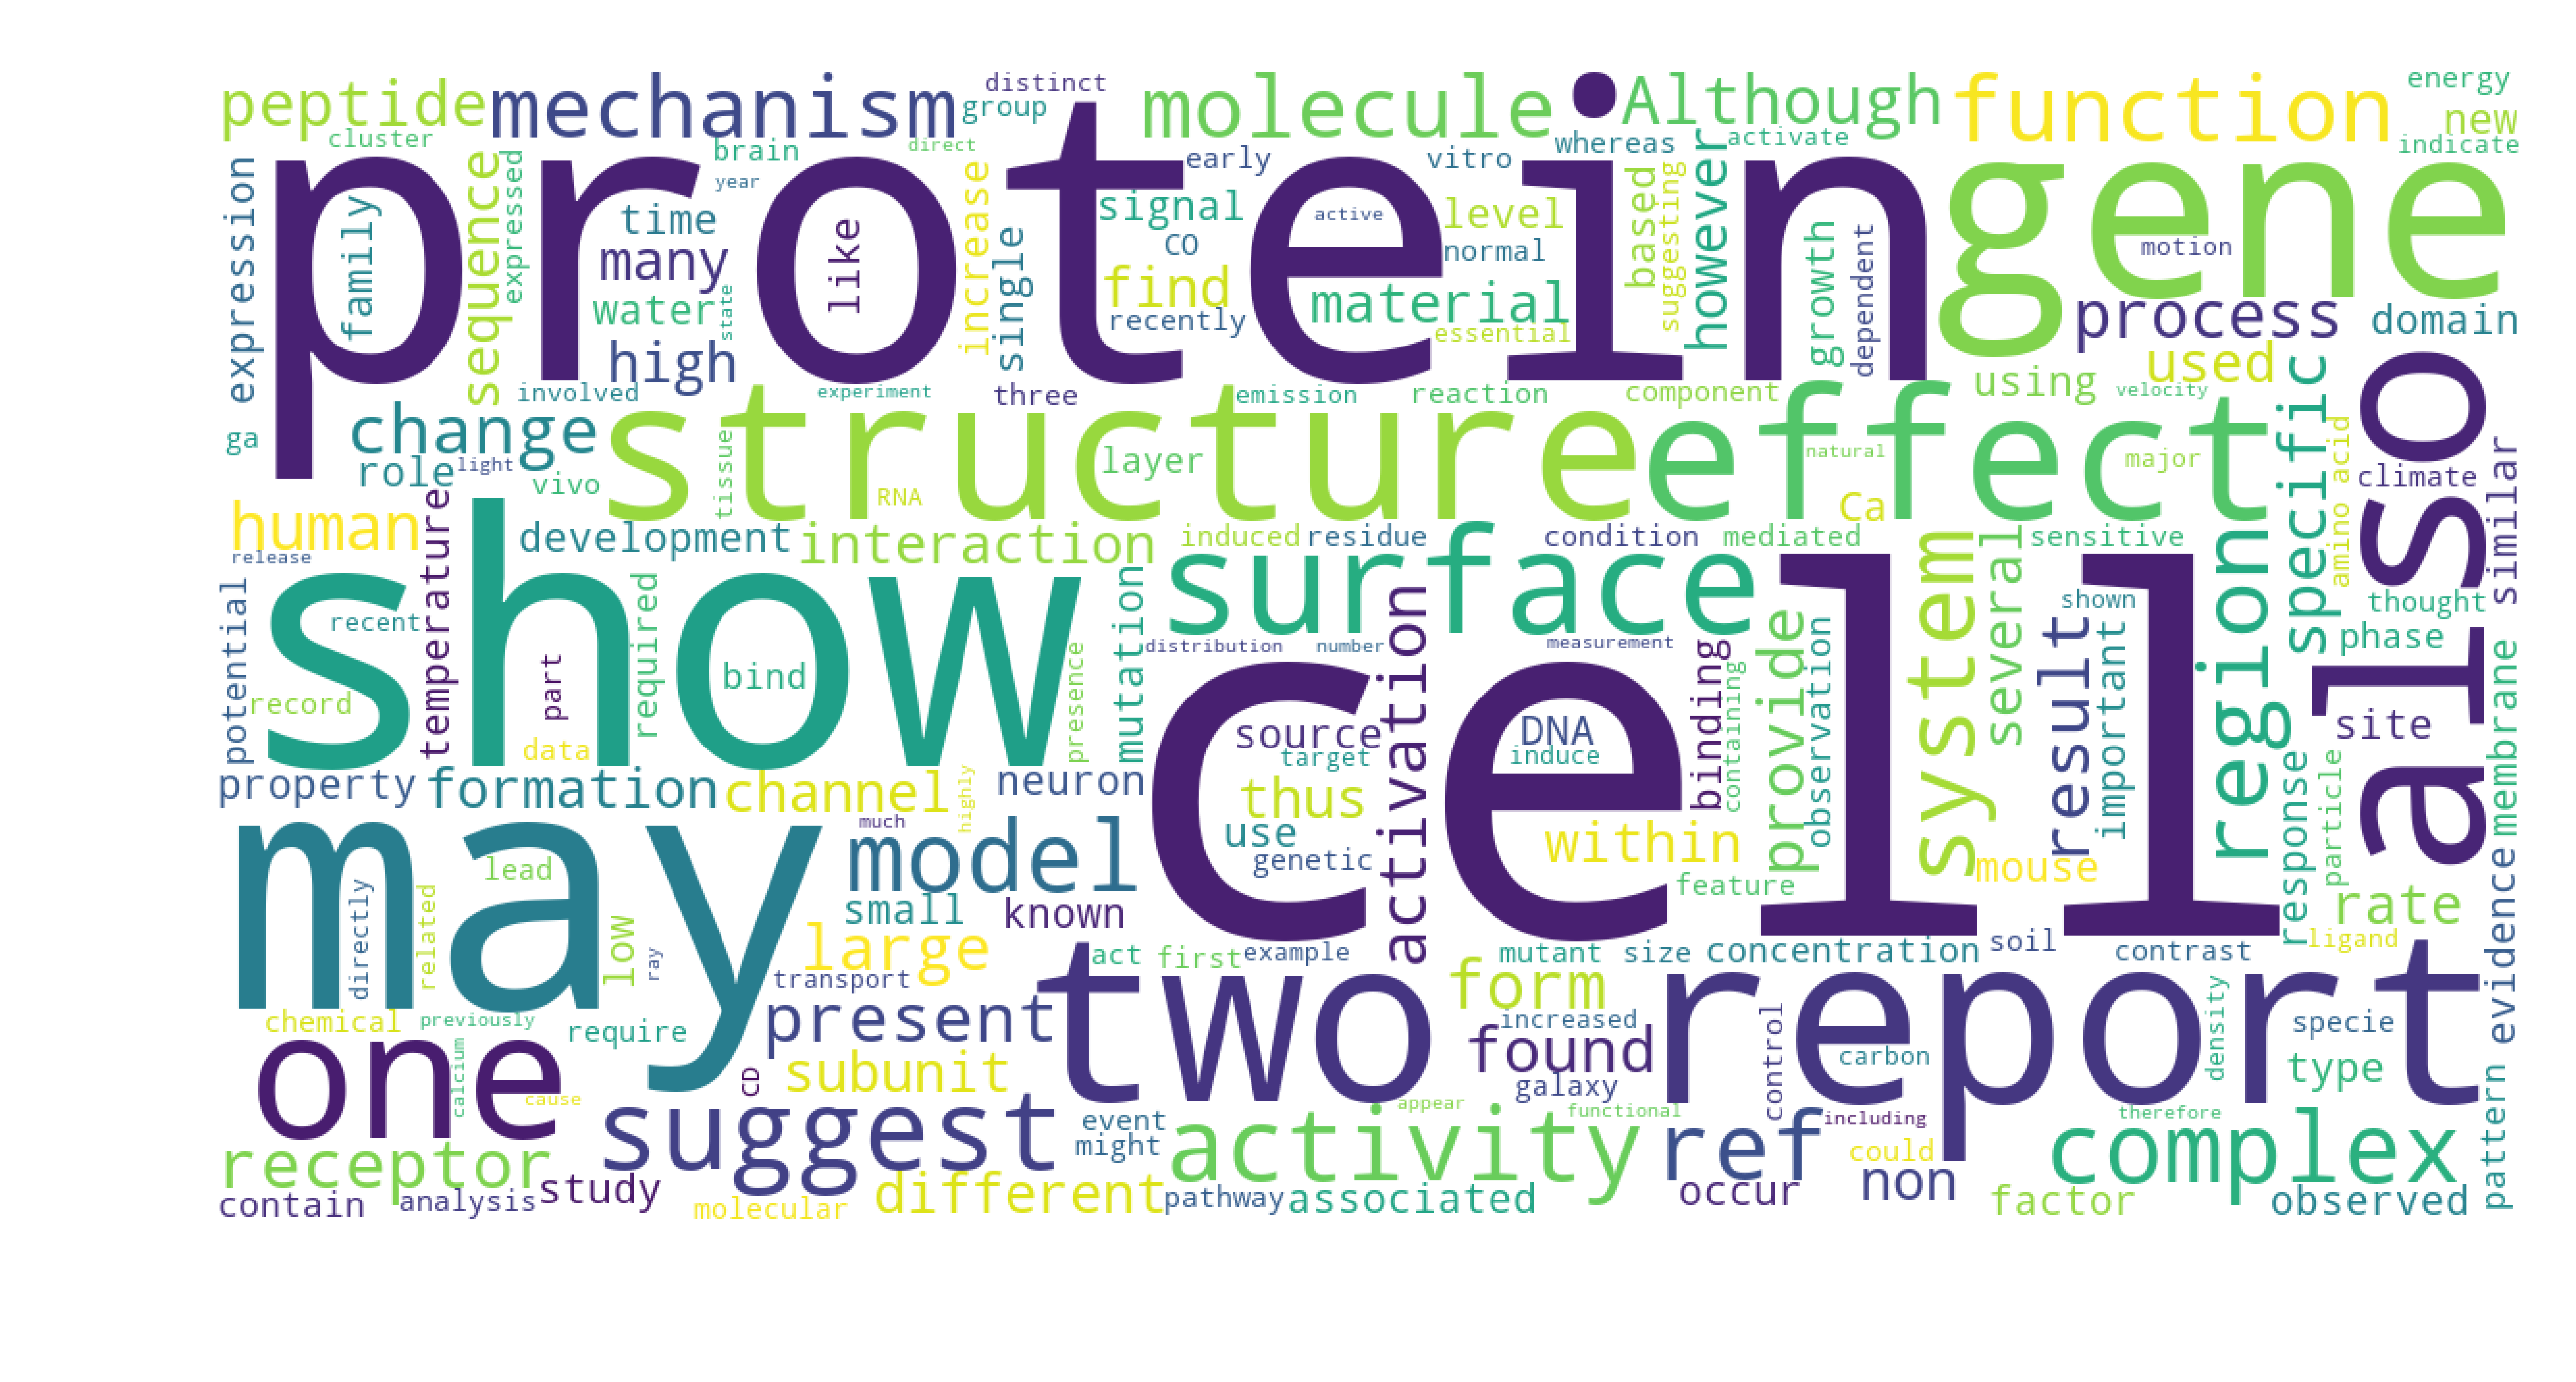 peptide
mechanism
distinct
group
molecule
Although
function
energy
new
cluster
brain
direct
early
vitro
whereas
activate
indicate
protein
gene
expression
family
sequence
expressed
year
time
many
like
water
state
high
increase
single
signal
CO
active
level
normal
find
recently
material
essential
based
suggesting
however
growth
dependent
motion
process
domain
used
involved
experiment
three
emission
reaction
component
using
velocity
specific
also
ga
change
role
light
vivo
structure
tissue
RNA
layer
effect
natural
major
Ca
climate
amino acid
similar
human
release
temperature
development
interaction
induced
residue
condition
mediated
sensitive
show
surface
system
several
region
shown
thought
phase
potential
recent
record
required
part
bind
data
presence
mutation
distribution
number
measurement
activation
cell
source
target
DNA
induce
binding
containing
provide
observation
result
important
site
membrane
property
formation
channel
highly
neuron
thus
use
genetic
within
feature
mouse
response
particle
rate
may
much
model
lead
directly
related
low
ray
small
known
large
transport
act
first
example
mutant
size
concentration
soil
contrast
ligand
evidence
two
form
report
chemical
previously
require
present
increased
found
control
carbon
density
specie
type
one
calcium
cause
CD
subunit
galaxy
pattern
suggest
event
might
appear
functional
activity
ref
including
could
therefore
complex
receptor
contain
analysis
study
molecular
different
pathway
associated
occur
non
factor
observed